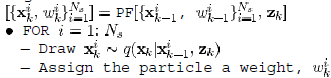 [{x̃_k^i, w_k^i}_{i=1}^{N_s}] = PF[{x_{k−1}^i, w_{k−1}^i}_{i=1}^{N_s}, z_k]
• FOR i = 1: N_s
− Draw x_k^i ~ q(x_k|x_{k−1}^i, z_k)
− Assign the particle a weight, w_k^i